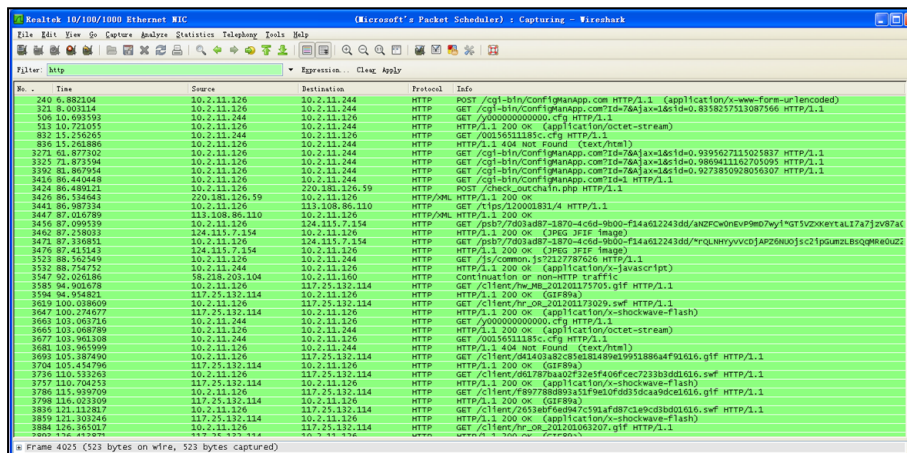 Realtek 10/100/1000 Ethernet NIC (Microsoft's Packet Scheduler) : Capturing - Wireshark
File Edit View Go Capture Analyze Statistics Telephony Tools Help
Filter: http Expression... Clear Apply
No. . Time Source Destination Protocol Info
240 6.882104 10.2.11.126 10.2.11.244 HTTP POST /cgi-bin/ConfigManApp.com HTTP/1.1 (application/x-www-form-urlencoded)
321 8.003114 10.2.11.126 10.2.11.244 HTTP GET /cgi-bin/ConfigManApp.com?Id=7&Ajax=1&sid=0.8358257513087566 HTTP/1.1
506 10.693593 10.2.11.244 10.2.11.126 HTTP GET /y000000000000.cfg HTTP/1.1
513 10.721055 10.2.11.126 10.2.11.244 HTTP HTTP/1.1 200 OK (application/octet-stream)
832 15.256265 10.2.11.244 10.2.11.126 HTTP GET /00156511185c.cfg HTTP/1.1
836 15.261886 10.2.11.126 10.2.11.244 HTTP HTTP/1.1 404 Not Found (text/html)
3271 61.877302 10.2.11.126 10.2.11.244 HTTP GET /cgi-bin/ConfigManApp.com?Id=7&Ajax=1&sid=0.9395627115025837 HTTP/1.1
3325 71.873594 10.2.11.126 10.2.11.244 HTTP GET /cgi-bin/ConfigManApp.com?Id=7&Ajax=1&sid=0.9869411162705095 HTTP/1.1
3392 81.867954 10.2.11.126 10.2.11.244 HTTP GET /cgi-bin/ConfigManApp.com?Id=7&Ajax=1&sid=0.9273850928056307 HTTP/1.1
3416 86.440448 10.2.11.126 10.2.11.244 HTTP GET /cgi-bin/ConfigManApp.com?Id=1 HTTP/1.1
3424 86.489121 10.2.11.126 220.181.126.59 HTTP POST /check_outchain.php HTTP/1.1
3426 86.534643 220.181.126.59 10.2.11.126 HTTP/XML HTTP/1.1 200 OK
3441 86.987334 10.2.11.126 113.108.86.110 HTTP GET /tips/120001831/4 HTTP/1.1
3447 87.016789 113.108.86.110 10.2.11.126 HTTP/XML HTTP/1.1 200 OK
3456 87.099539 10.2.11.126 124.115.7.154 HTTP
3462 87.258033 124.115.7.154 10.2.11.126 HTTP HTTP/1.1 200 OK (JPEG JFIF image)
3471 87.336851 10.2.11.126 124.115.7.154 HTTP
3476 87.415143 124.115.7.154 10.2.11.126 HTTP HTTP/1.1 200 OK (JPEG JFIF image)
3523 88.562549 10.2.11.126 10.2.11.244 HTTP GET /js/common.js?2127787626 HTTP/1.1
3532 88.754752 10.2.11.244 10.2.11.126 HTTP HTTP/1.1 200 OK (application/x-javascript)
3547 92.026186 58.218.203.104 10.2.11.160 HTTP Continuation or non-HTTP traffic
3585 94.901678 10.2.11.126 117.25.132.114 HTTP GET /client/hw_MB_201201175705.gif HTTP/1.1
3594 94.954821 117.25.132.114 10.2.11.126 HTTP HTTP/1.1 200 OK (GIF89a)
3619 100.038609 10.2.11.126 117.25.132.114 HTTP GET /client/hr_OR_201201173029.swf HTTP/1.1
3647 100.274677 117.25.132.114 10.2.11.126 HTTP HTTP/1.1 200 OK (application/x-shockwave-flash)
3663 103.063716 10.2.11.244 10.2.11.126 HTTP GET /y000000000000.cfg HTTP/1.1
3665 103.068789 10.2.11.126 10.2.11.244 HTTP HTTP/1.1 200 OK (application/octet-stream)
3677 103.961308 10.2.11.244 10.2.11.126 HTTP GET /00156511185c.cfg HTTP/1.1
3681 103.965999 10.2.11.126 10.2.11.244 HTTP HTTP/1.1 404 Not Found (text/html)
3693 105.387490 10.2.11.126 117.25.132.114 HTTP GET /client/d41403a82c85e181489e19951886a4f91616.gif HTTP/1.1
3704 105.454796 117.25.132.114 10.2.11.126 HTTP HTTP/1.1 200 OK (GIF89a)
3736 110.533263 10.2.11.126 117.25.132.114 HTTP GET /client/d61787baa02f32e5f406fcec7233b3dd1616.swf HTTP/1.1
3757 110.704253 117.25.132.114 10.2.11.126 HTTP HTTP/1.1 200 OK (application/x-shockwave-flash)
3786 115.939709 10.2.11.126 117.25.132.114 HTTP GET /client/f897788d893a51f9e10fdd35dcaa9dce1616.gif HTTP/1.1
3798 116.023309 117.25.132.114 10.2.11.126 HTTP HTTP/1.1 200 OK (GIF89a)
3836 121.112817 10.2.11.126 117.25.132.114 HTTP GET /client/2653ebf6ed947c591afd87c1e9cd3bd01616.swf HTTP/1.1
3859 121.303246 117.25.132.114 10.2.11.126 HTTP HTTP/1.1 200 OK (application/x-shockwave-flash)
3884 126.365017 10.2.11.126 117.25.132.114 HTTP GET /client/hr_OR_201201063207.gif HTTP/1.1
Frame 4025 (523 bytes on wire, 523 bytes captured)